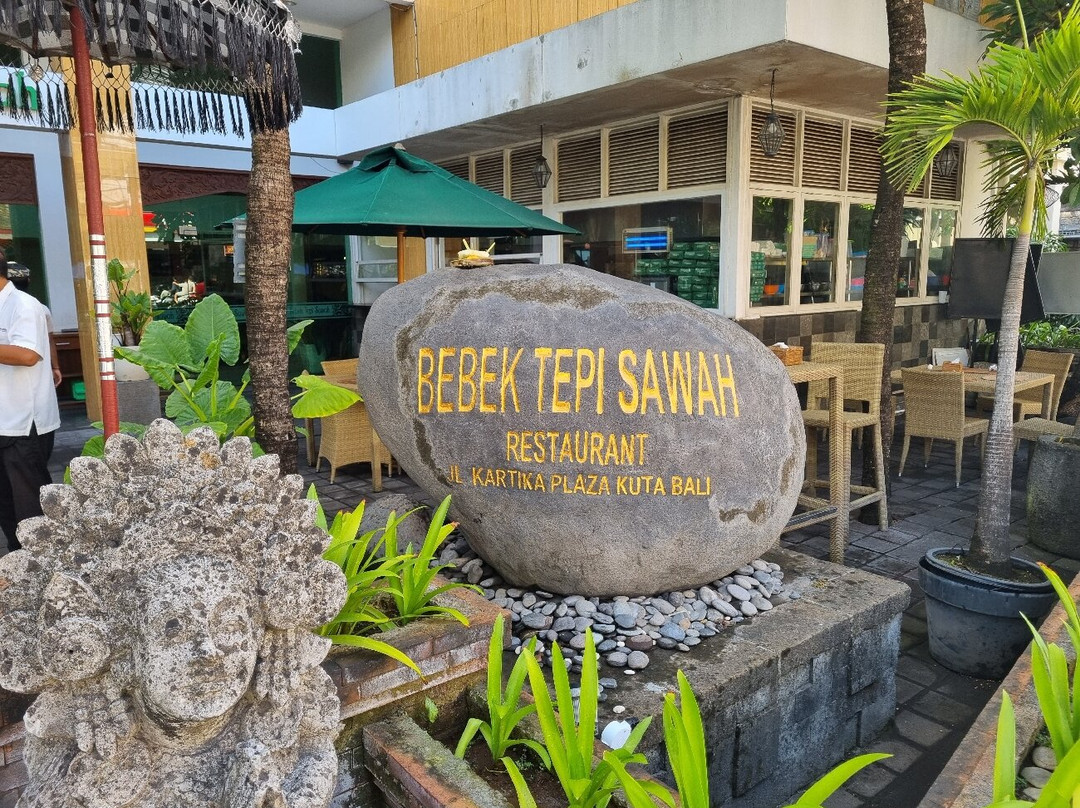 BEBEK TEPI SAWAH
RESTAURANT
JL KARTIKA PLAZA KUTA BALI